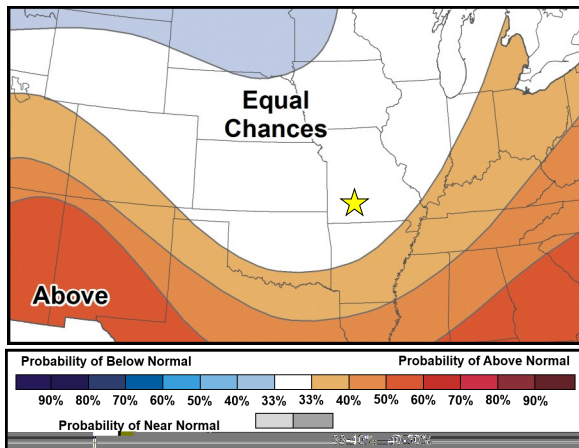 Equal
Chances
Above
Probability of Below Normal Probability of Above Normal
90% 80% 70% 60% 50% 40% 33% 33% 40% 50% 60% 70% 80% 90%
Probability of Near Normal